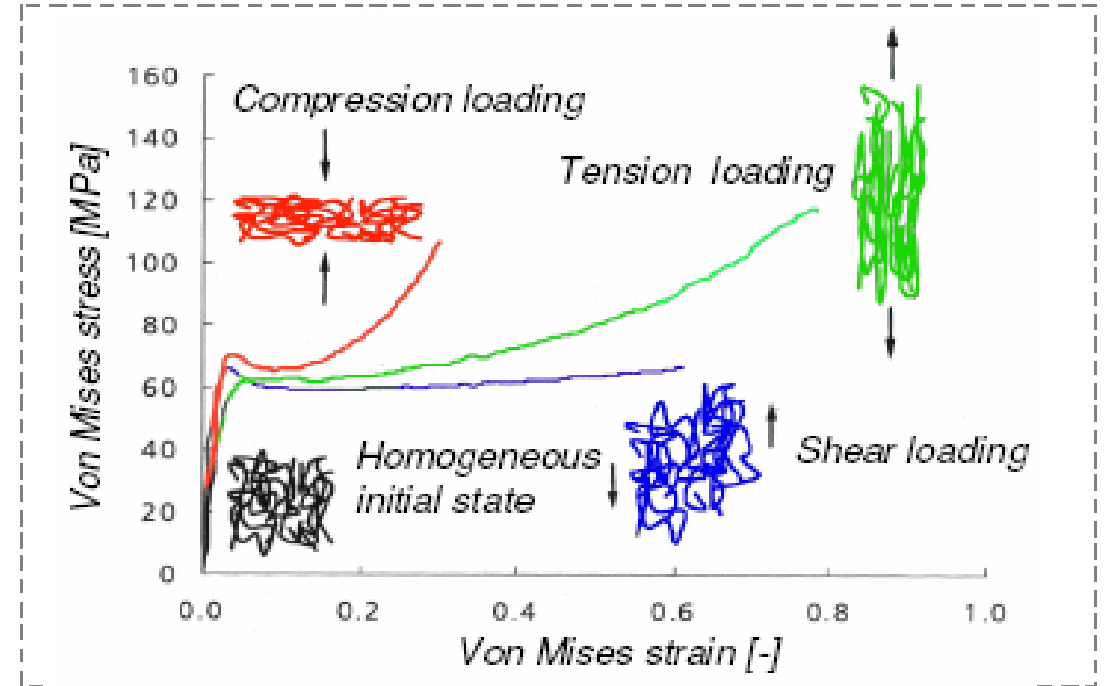 160
Compression loading
140
Tension loading
120
100
80
60
40
20
0
Von Mises stress [MPa]
Homogeneous
initial state
Shear loading
0.0 0.2 0.4 0.6 0.8 1.0
Von Mises strain [-]